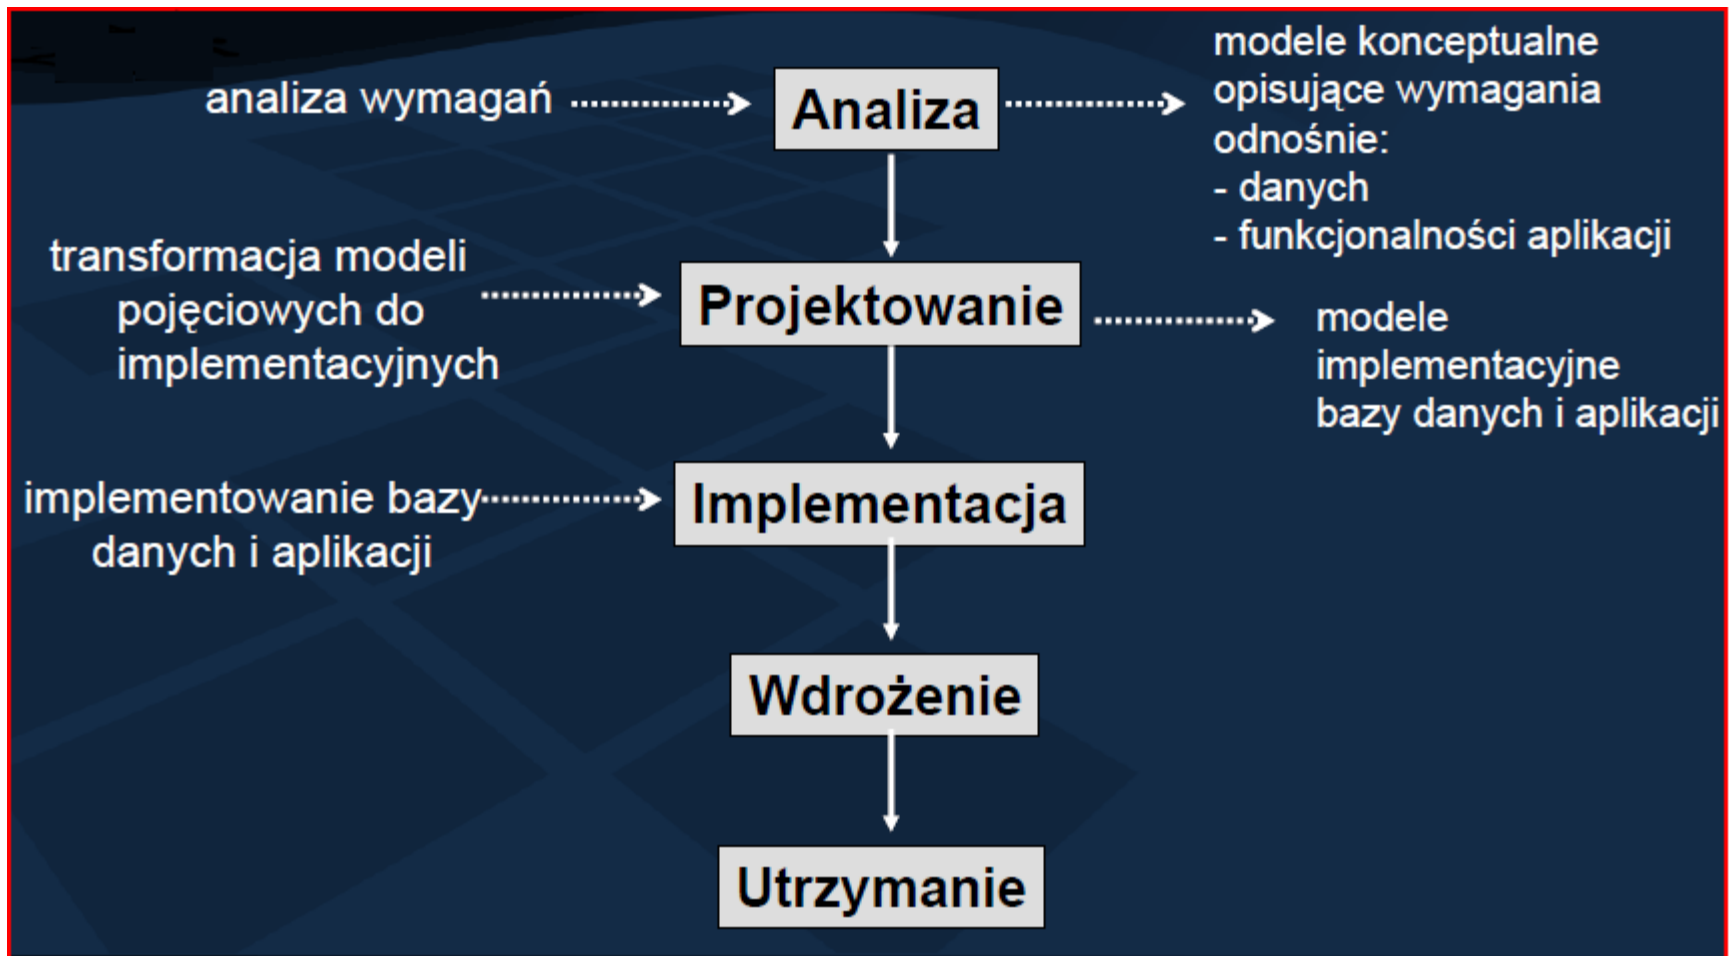 analiza wymagań
Analiza
modele konceptualne
opisujące wymagania
odnośnie:
- danych
- funkcjonalności aplikacji
transformacja modeli
pojęciowych do
implementacyjnych
Projektowanie
modele
implementacyjne
bazy danych i aplikacji
implementowanie bazy
danych i aplikacji
Implementacja
Wdrożenie
Utrzymanie